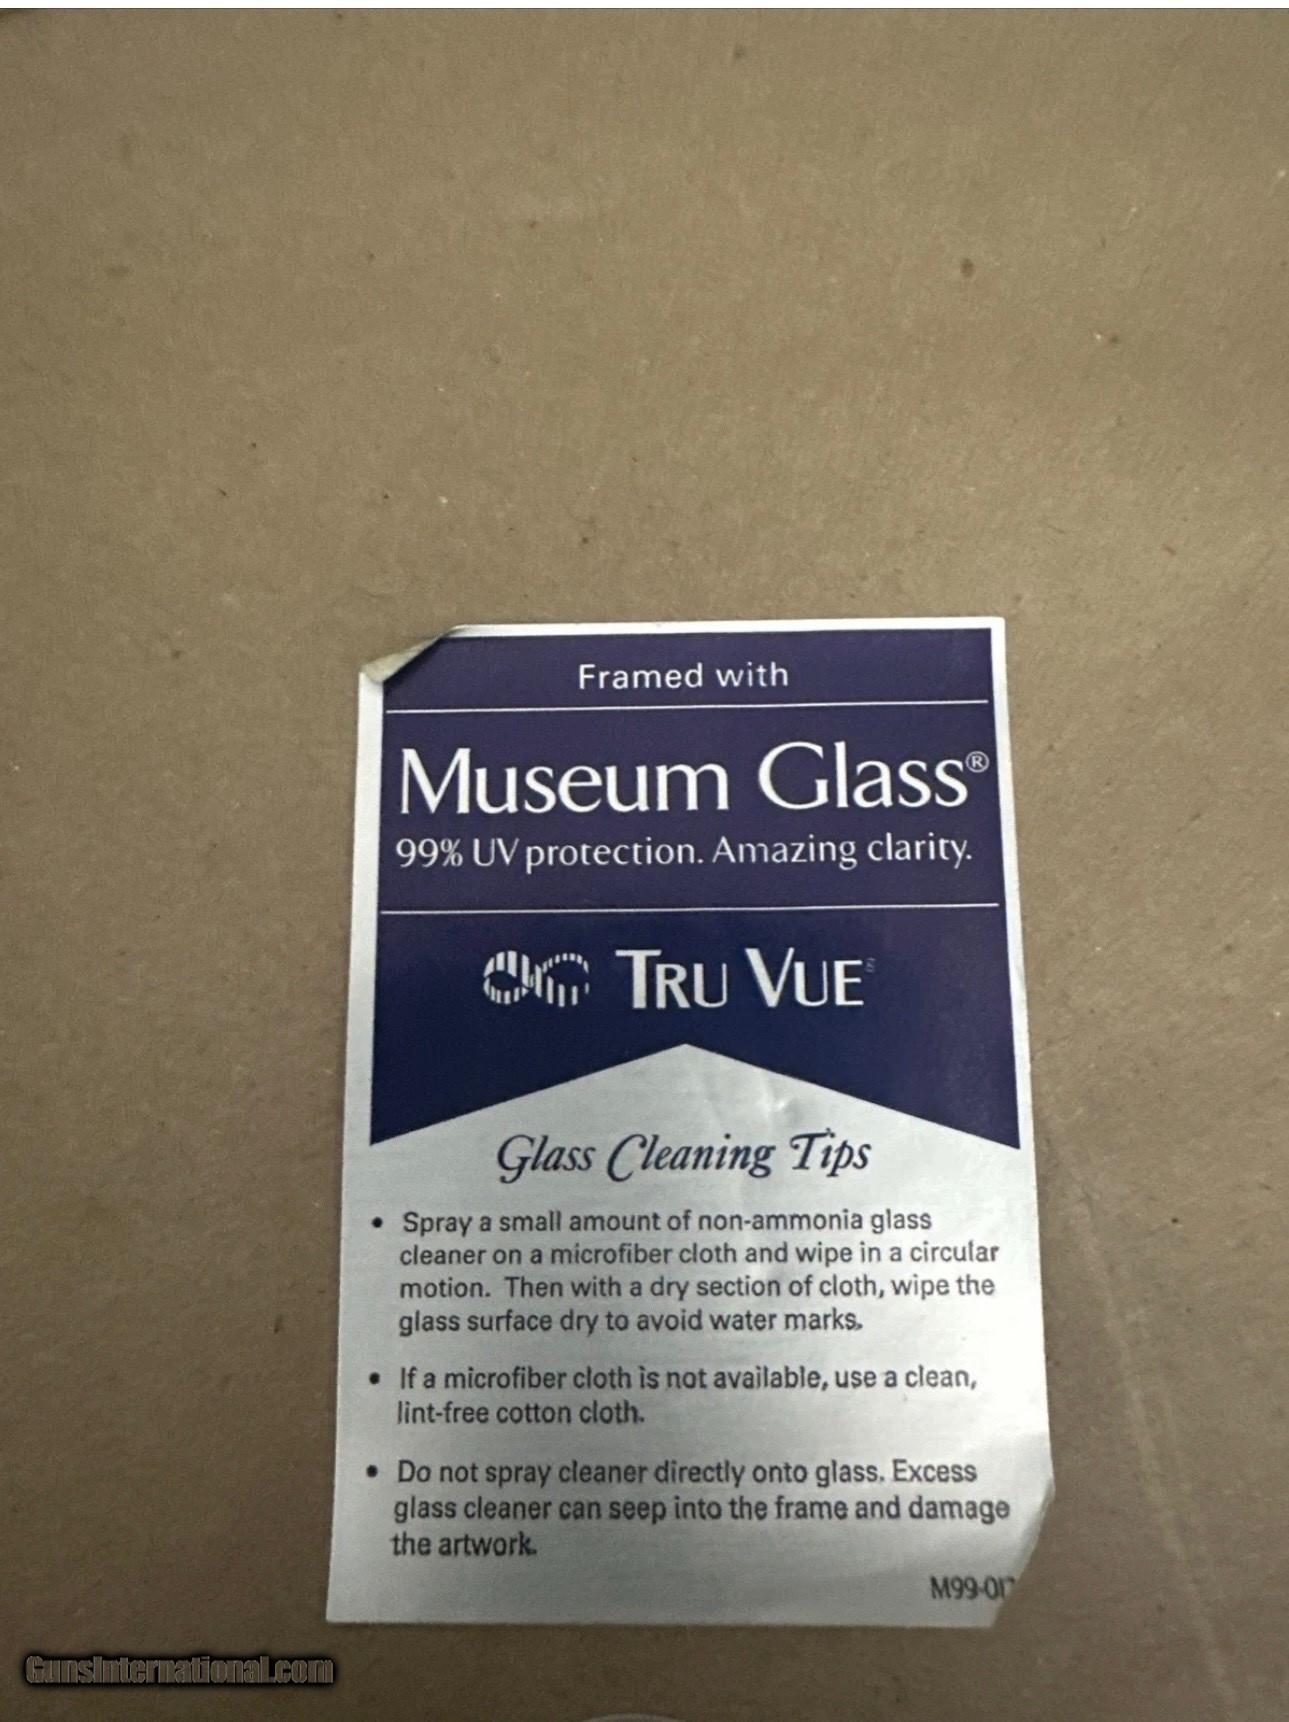 Framed with
Museum Glass®
99% UV protection. Amazing clarity.
TRU VUE®
Glass Cleaning Tips
• Spray a small amount of non-ammonia glass
cleaner on a microfiber cloth and wipe in a circular
motion. Then with a dry section of cloth, wipe the
glass surface dry to avoid water marks.
• If a microfiber cloth is not available, use a clean,
lint-free cotton cloth.
• Do not spray cleaner directly onto glass. Excess
glass cleaner can seep into the frame and damage
the artwork.
GunsInternational.com